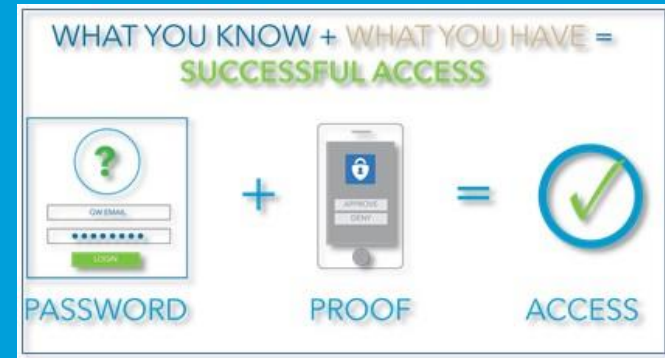 WHAT YOU KNOW + WHAT YOU HAVE =
SUCCESSFUL ACCESS
?
GW EMAIL
LOGIN
+
APPROVE
DENY
=
PASSWORD
PROOF
ACCESS